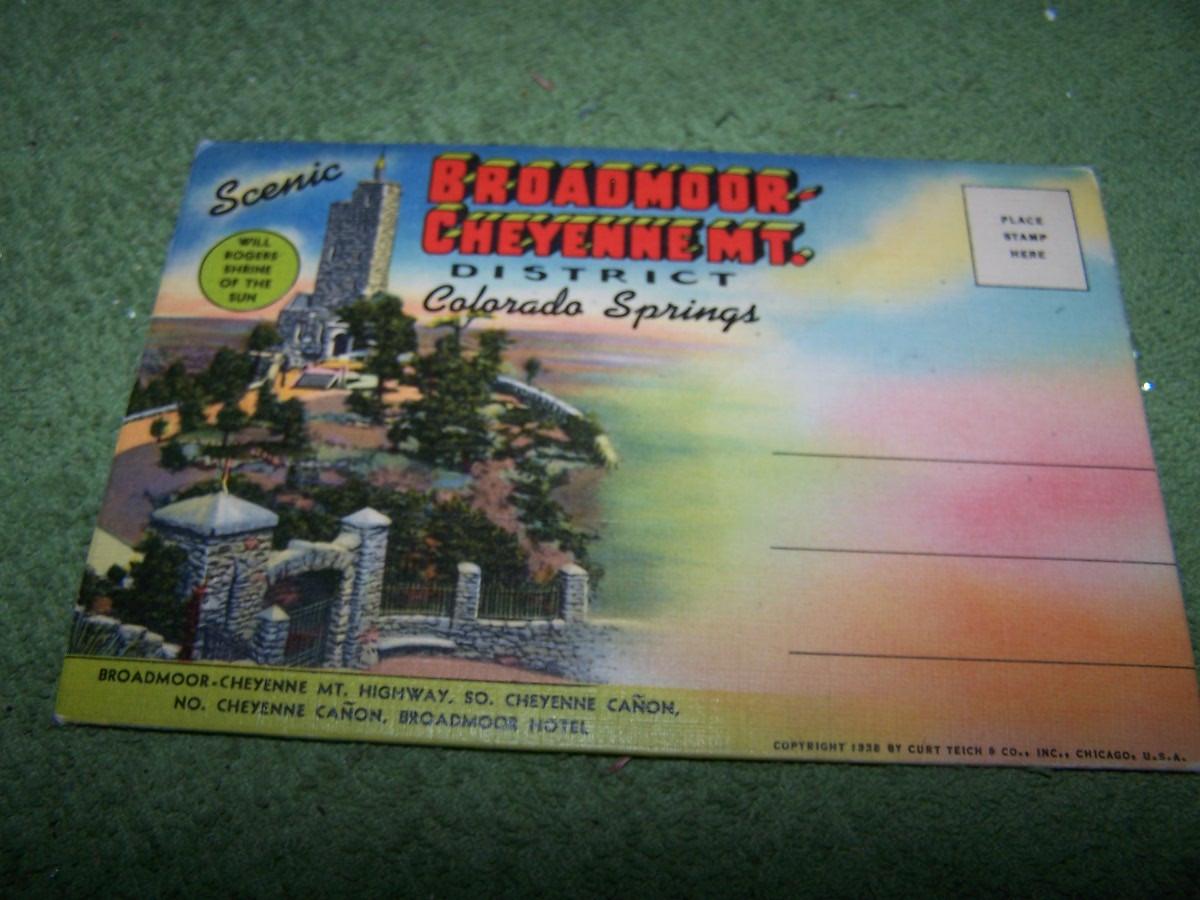 Scenic
BROADMOOR-
CHEYENNE MT.
DISTRICT
Colorado Springs
WILL
ROGERS
SHRINE
OF THE
SUN
PLACE
STAMP
HERE
BROADMOOR-CHEYENNE MT. HIGHWAY, SO. CHEYENNE CAÑON,
NO. CHEYENNE CAÑON, BROADMOOR HOTEL
COPYRIGHT 1938 BY CURT TEICH & CO., INC., CHICAGO, U.S.A.